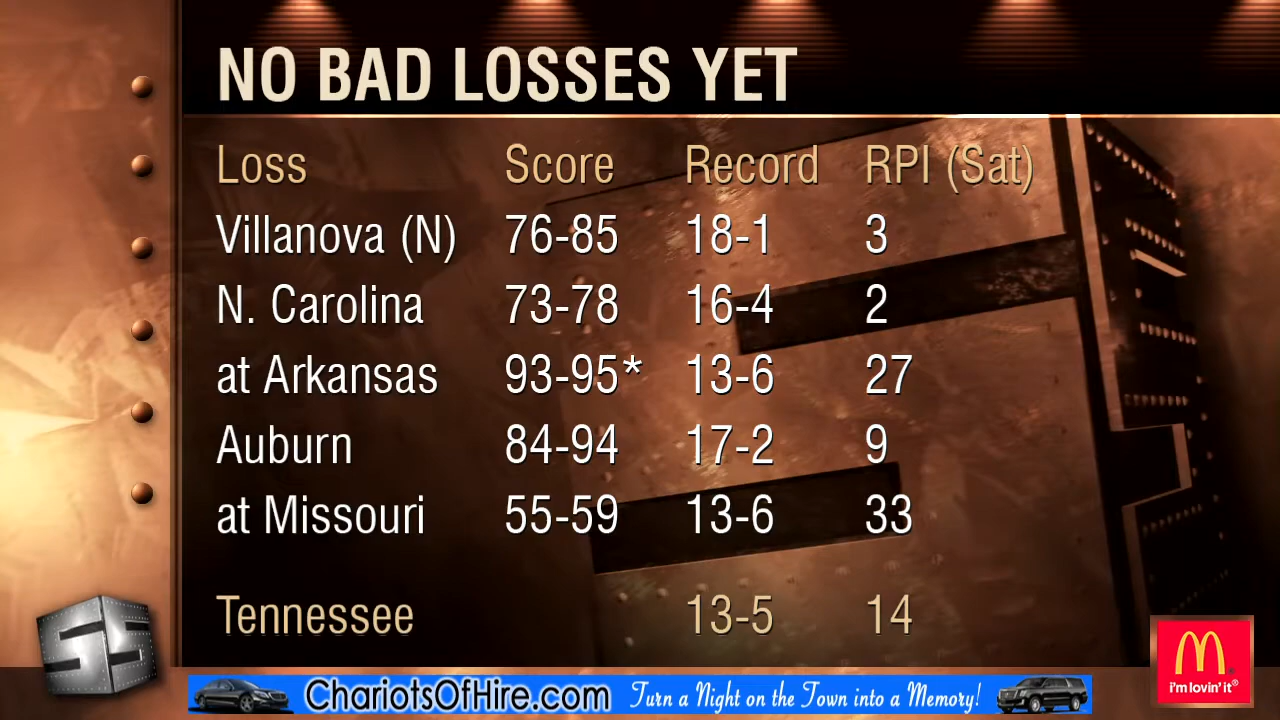 NO BAD LOSSES YET
Loss Score Record RPI (Sat)
Villanova (N) 76-85 18-1 3
N. Carolina 73-78 16-4 2
at Arkansas 93-95* 13-6 27
Auburn 84-94 17-2 9
at Missouri 55-59 13-6 33
Tennessee 13-5 14
SS
M
i'm lovin' it®
ChariotsOfHire.com Turn a Night on the Town into a Memory!